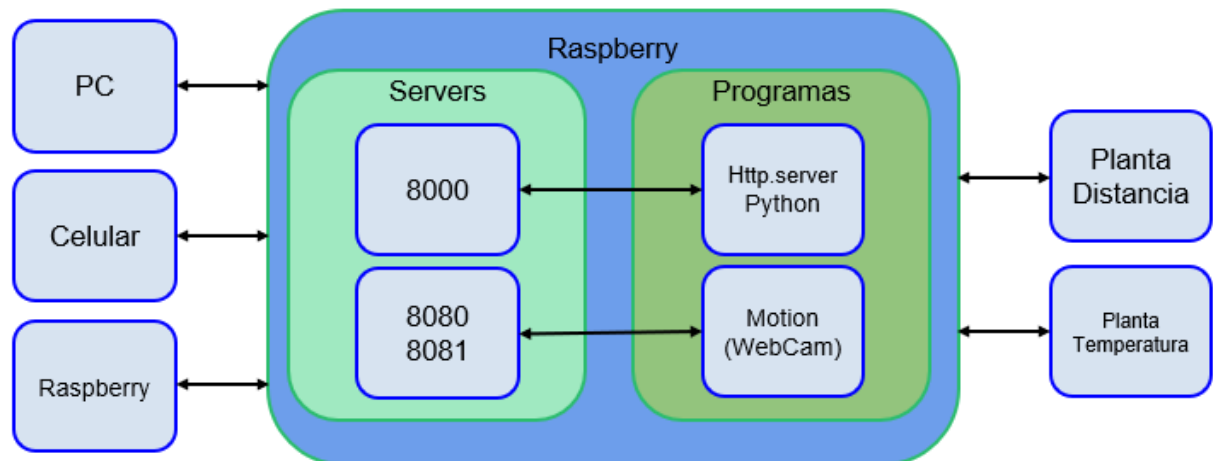 PC
Celular
Raspberry
Raspberry
Servers
8000
8080
8081
Programas
Http.server
Python
Motion
(WebCam)
Planta
Distancia
Planta
Temperatura